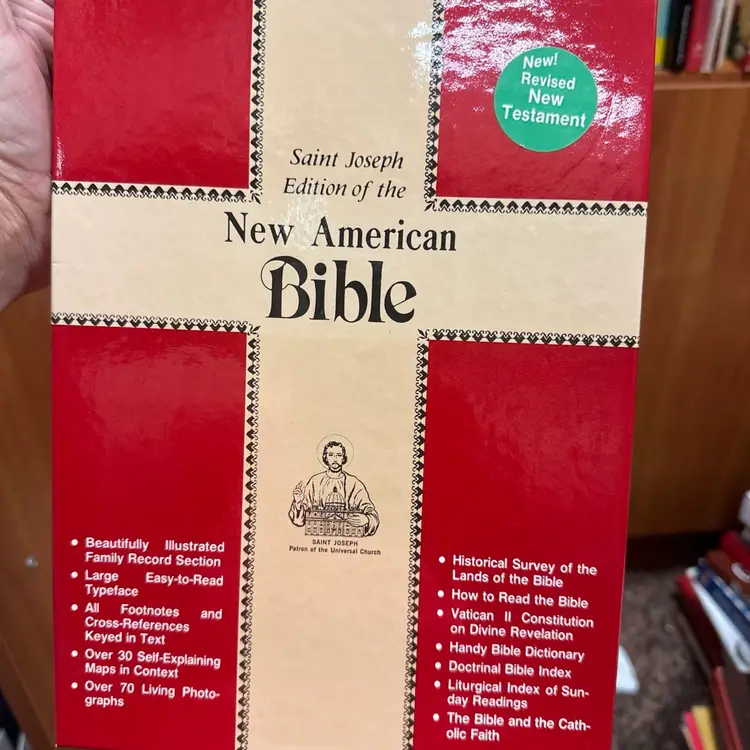 New!
Revised
New
Testament
Saint Joseph
Edition of the
New American
Bible
SAINT JOSEPH
Patron of the Universal Church
• Beautifully Illustrated
Family Record Section
• Large Easy-to-Read
Typeface
• All Footnotes and
Cross-References
Keyed in Text
• Over 30 Self-Explaining
Maps in Context
• Over 70 Living Photo-
graphs
• Historical Survey of the
Lands of the Bible
• How to Read the Bible
• Vatican II Constitution
on Divine Revelation
• Handy Bible Dictionary
• Doctrinal Bible Index
• Liturgical Index of Sun-
day Readings
• The Bible and the Cath-
olic Faith